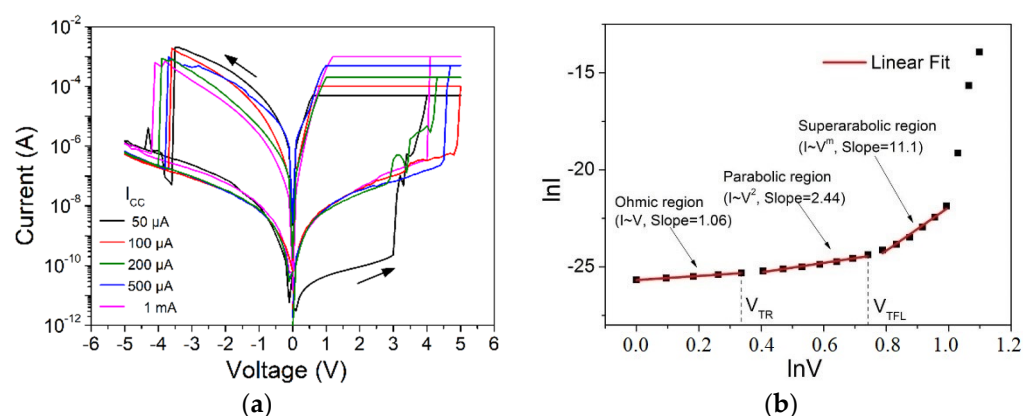 Current (A)
10⁻²
10⁻⁴
10⁻⁶
10⁻⁸
10⁻¹⁰
10⁻¹²
I_CC
50 µA
100 µA
200 µA
500 µA
1 mA
-6 -5 -4 -3 -2 -1 0 1 2 3 4 5 6
Voltage (V)
(a)
lnI
-15
-20
-25
Linear Fit
Superarabolic region
(I~Vᵐ, Slope=11.1)
Parabolic region
(I~V², Slope=2.44)
Ohmic region
(I~V, Slope=1.06)
V_TR
V_TFL
0.0 0.2 0.4 0.6 0.8 1.0 1.2
lnV
(b)